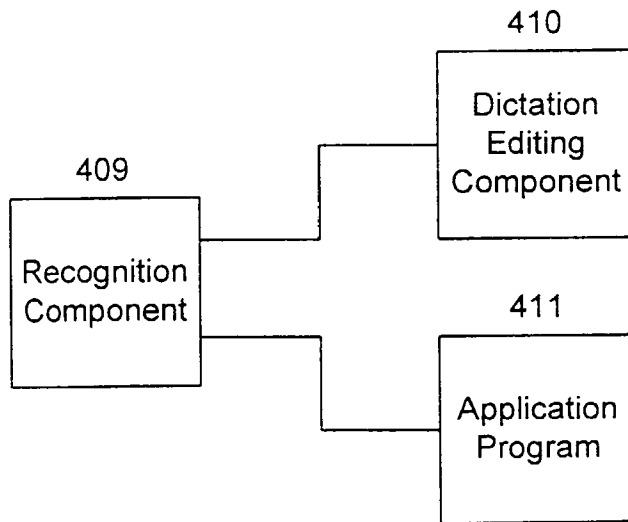 410
Dictation
Editing
Component
409
Recognition
Component
411
Application
Program